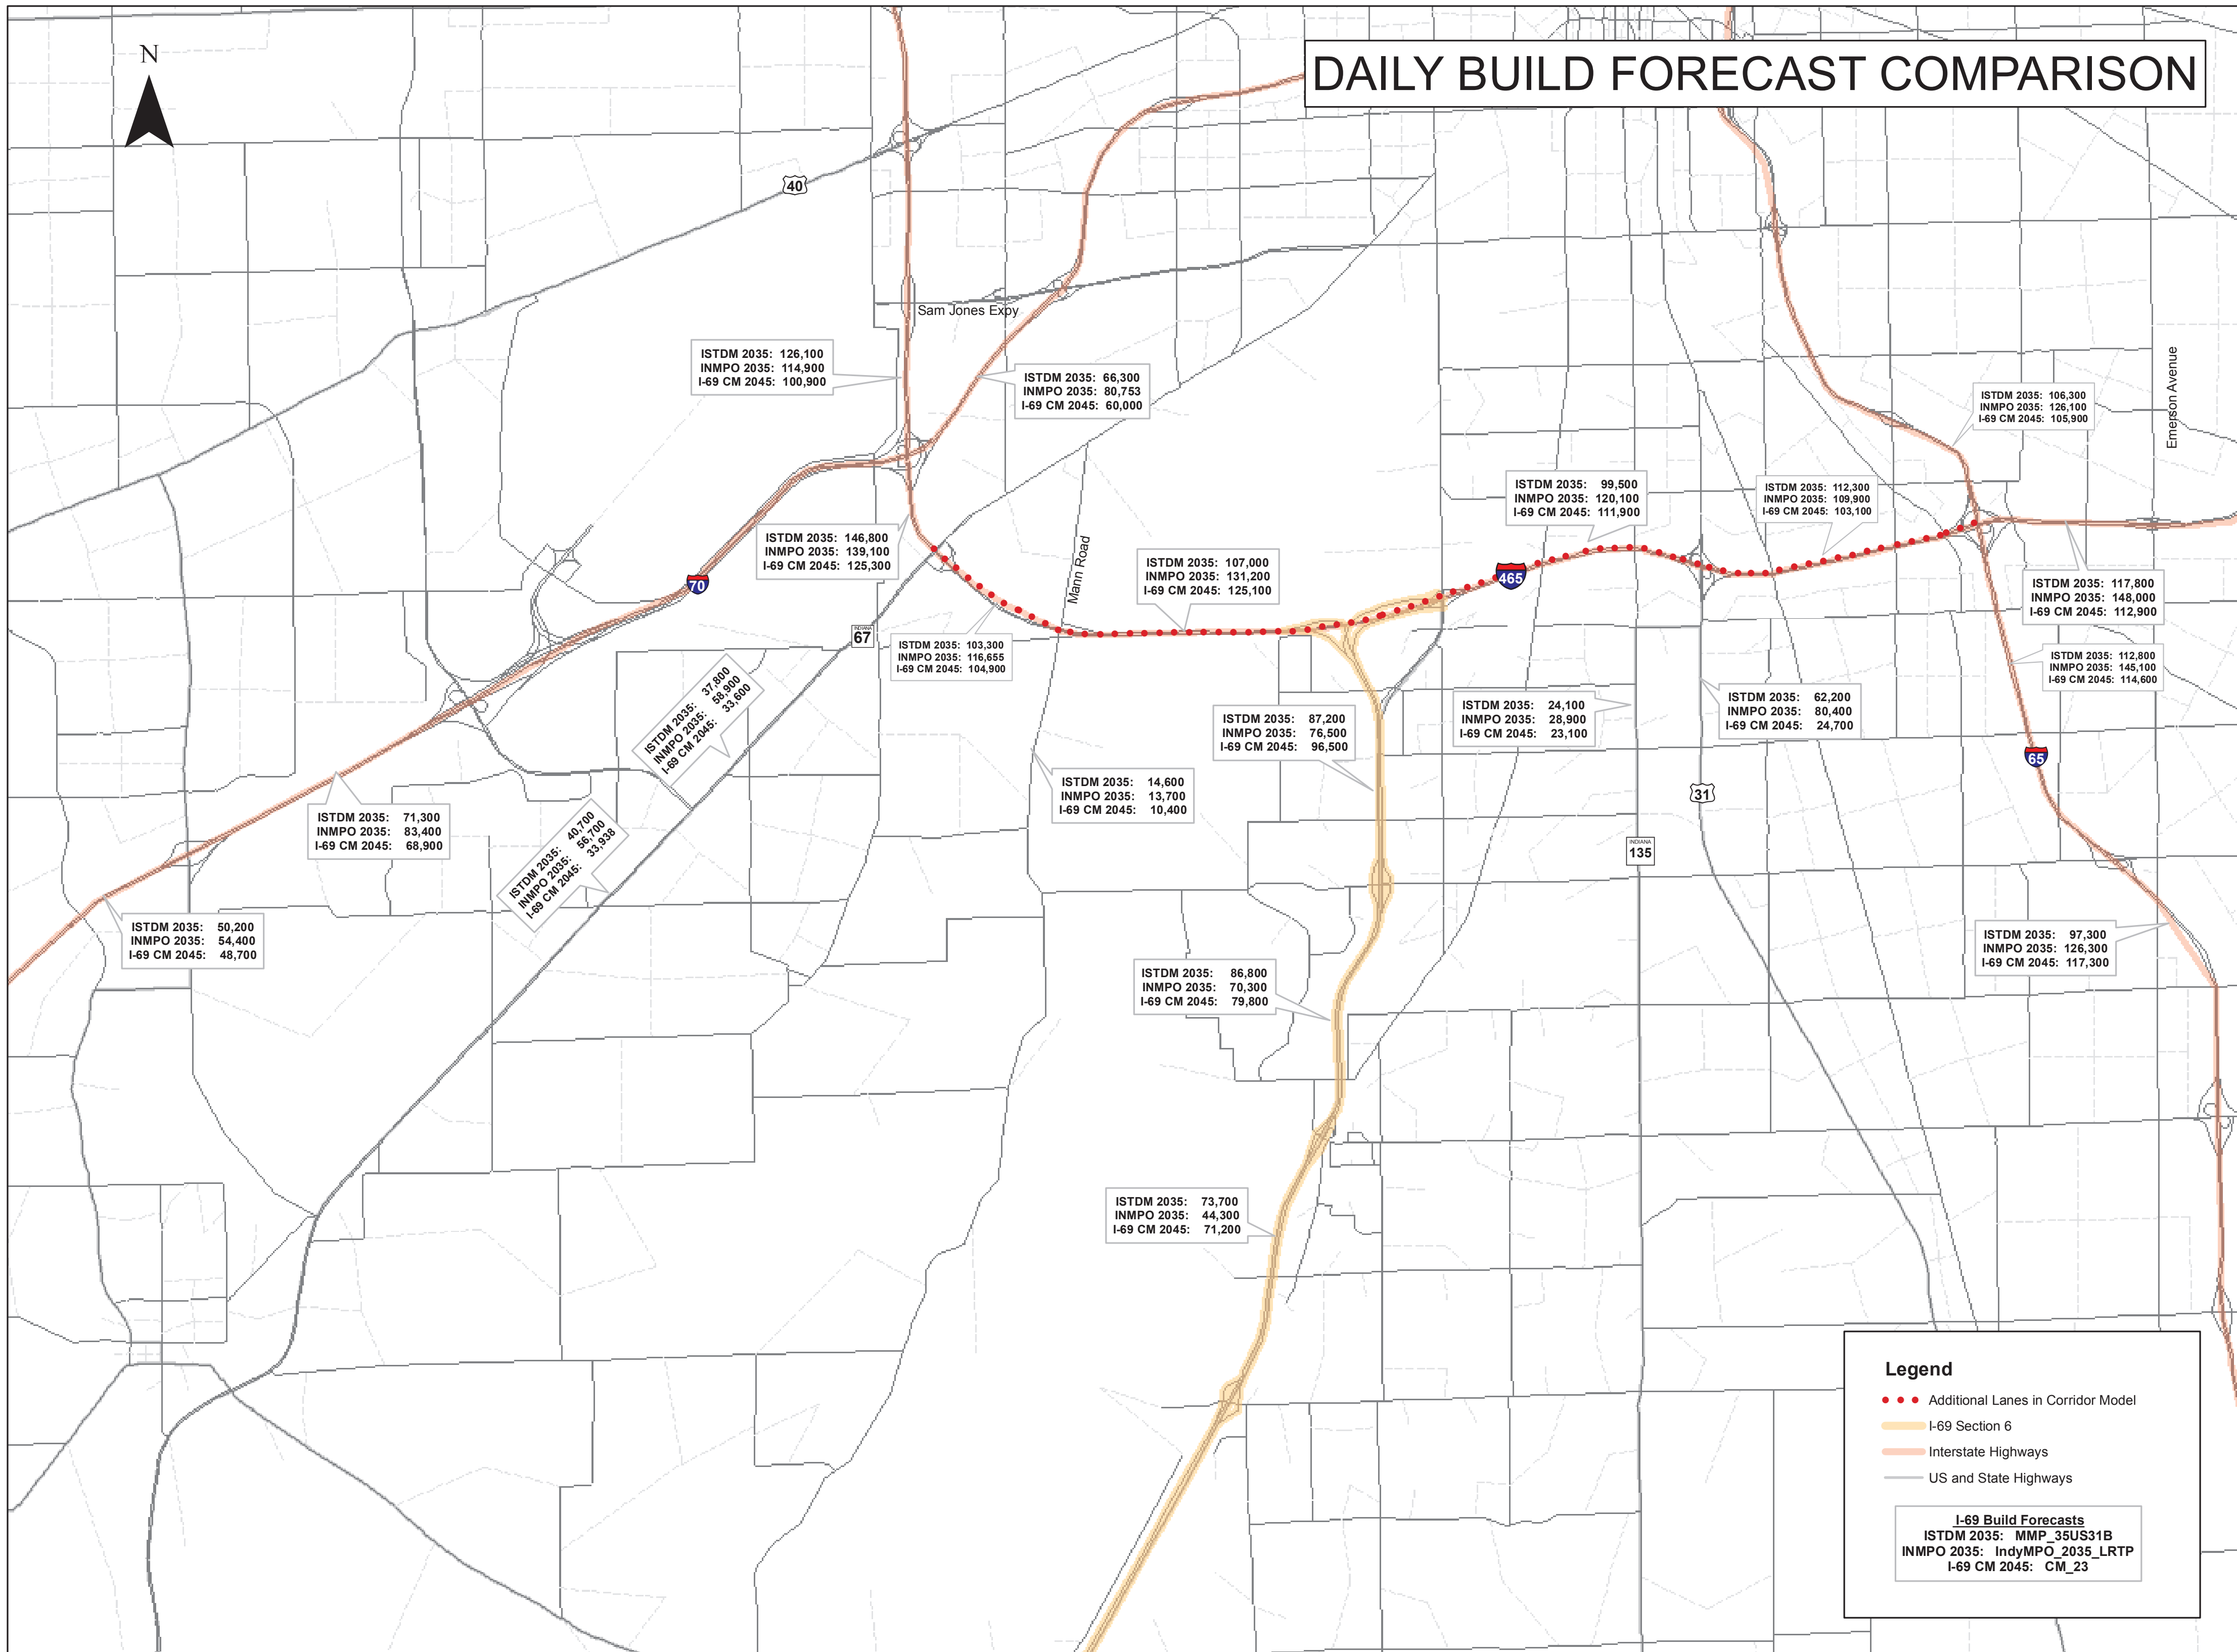 DAILY BUILD FORECAST COMPARISON
N
40
Sam Jones Expy
ISTDM 2035: 126,100
INMPO 2035: 114,900
I-69 CM 2045: 100,900
ISTDM 2035: 66,300
INMPO 2035: 80,753
I-69 CM 2045: 60,000
Emerson Avenue
ISTDM 2035: 106,300
INMPO 2035: 126,100
I-69 CM 2045: 105,900
ISTDM 2035: 99,500
INMPO 2035: 120,100
I-69 CM 2045: 111,900
ISTDM 2035: 112,300
INMPO 2035: 109,900
I-69 CM 2045: 103,100
ISTDM 2035: 146,800
INMPO 2035: 139,100
I-69 CM 2045: 125,300
Mann Road
ISTDM 2035: 107,000
INMPO 2035: 131,200
I-69 CM 2045: 125,100
465
70
ISTDM 2035: 117,800
INMPO 2035: 148,000
I-69 CM 2045: 112,900
INDIANA
67
ISTDM 2035: 103,300
INMPO 2035: 116,655
I-69 CM 2045: 104,900
ISTDM 2035: 112,800
INMPO 2035: 145,100
I-69 CM 2045: 114,600
ISTDM 2035: 37,800
INMPO 2035: 58,900
I-69 CM 2045: 33,600
ISTDM 2035: 87,200
INMPO 2035: 76,500
I-69 CM 2045: 96,500
ISTDM 2035: 24,100
INMPO 2035: 28,900
I-69 CM 2045: 23,100
ISTDM 2035: 62,200
INMPO 2035: 80,400
I-69 CM 2045: 24,700
65
ISTDM 2035: 14,600
INMPO 2035: 13,700
I-69 CM 2045: 10,400
31
ISTDM 2035: 71,300
INMPO 2035: 83,400
I-69 CM 2045: 68,900
ISTDM 2035: 40,700
INMPO 2035: 56,700
I-69 CM 2045: 33,938
INDIANA
135
ISTDM 2035: 50,200
INMPO 2035: 54,400
I-69 CM 2045: 48,700
ISTDM 2035: 97,300
INMPO 2035: 126,300
I-69 CM 2045: 117,300
ISTDM 2035: 86,800
INMPO 2035: 70,300
I-69 CM 2045: 79,800
ISTDM 2035: 73,700
INMPO 2035: 44,300
I-69 CM 2045: 71,200
Legend
Additional Lanes in Corridor Model
I-69 Section 6
Interstate Highways
US and State Highways
I-69 Build Forecasts
ISTDM 2035: MMP_35US31B
INMPO 2035: IndyMPO_2035_LRTP
I-69 CM 2045: CM_23